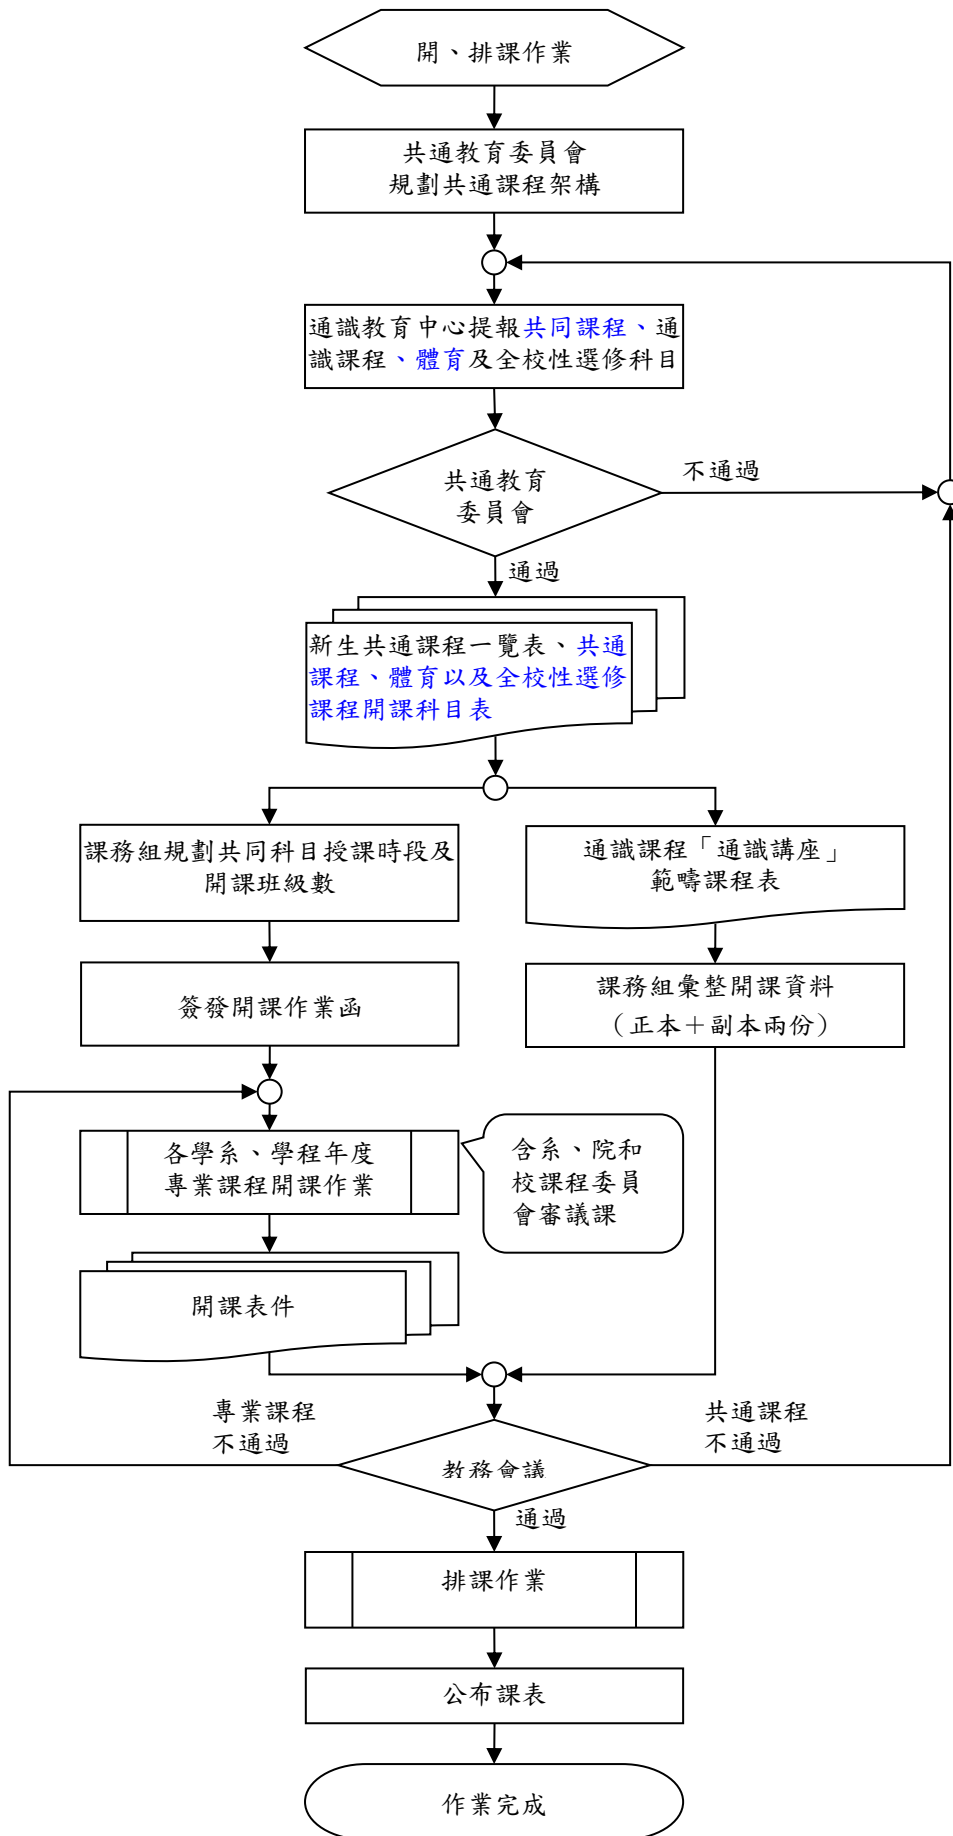 開、排課作業
共通教育委員會
規劃共通課程架構
通識教育中心提報共同課程、通
識課程、體育及全校性選修科目
共通教育
委員會
不通過
通過
新生共通課程一覽表、共通
課程、體育以及全校性選修
課程開課科目表
課務組規劃共同科目授課時段及
開課班級數
通識課程「通識講座」
範疇課程表
簽發開課作業函
課務組彙整開課資料
（正本＋副本兩份）
各學系、學程年度
專業課程開課作業
含系、院和
校課程委員
會審議課
開課表件
專業課程
不通過
共通課程
不通過
教務會議
通過
排課作業
公布課表
作業完成